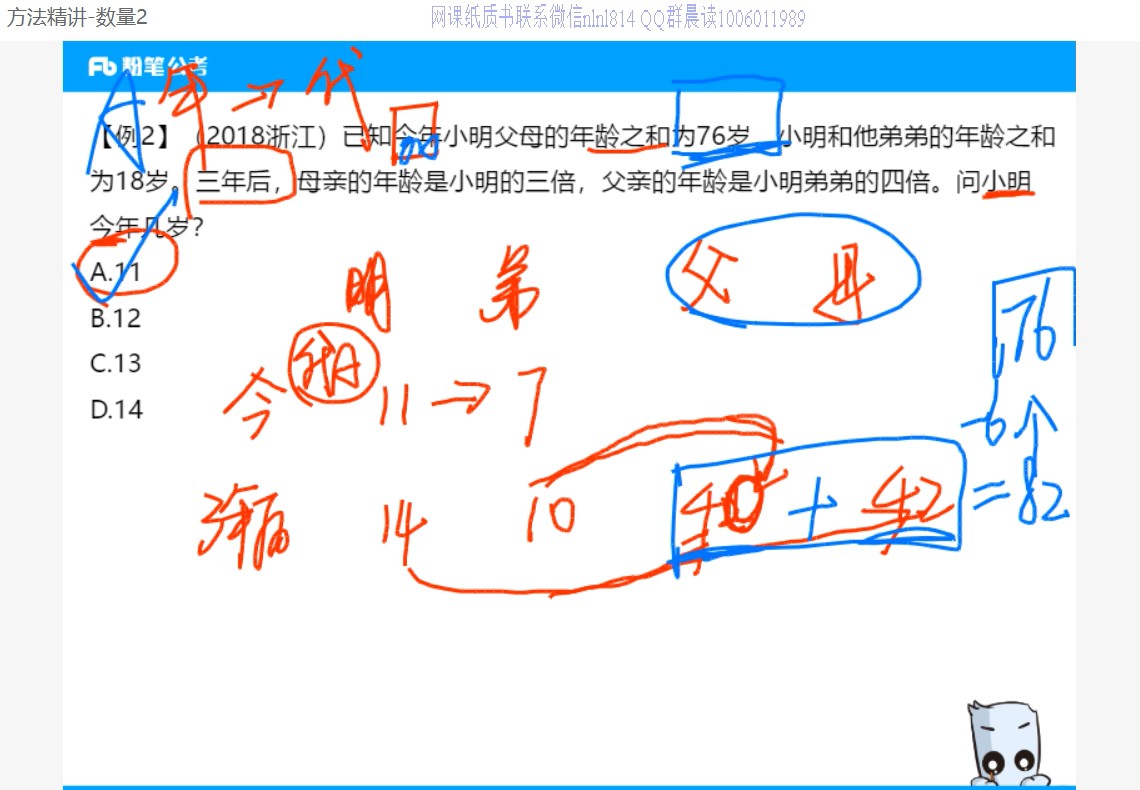 方法精讲-数量2
网课纸质书联系微信nlnl814 QQ群晨读1006011989
Fb 粉笔公考
年 → 代
【例2】（2018浙江）已知今年小明父母的年龄之和为76岁，小明和他弟弟的年龄之和
为18岁。三年后，母亲的年龄是小明的三倍，父亲的年龄是小明弟弟的四倍。问小明
今年几岁？
A.11
B.12
C.13
D.14
明 弟 父 母
76
今 11 → 7
-6个
14 10 40 + 42 = 82